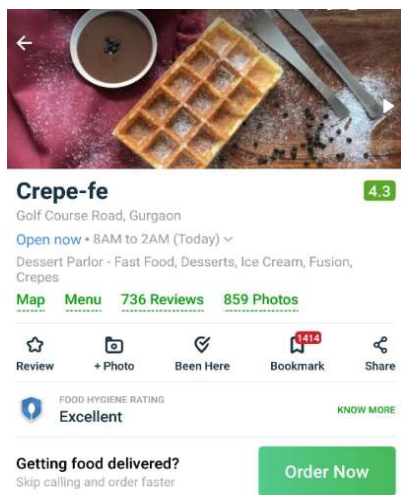 Crepe-fe
4.3
Golf Course Road, Gurgaon
Open now • 8AM to 2AM (Today)
Dessert Parlor - Fast Food, Desserts, Ice Cream, Fusion,
Crepes
Map Menu 736 Reviews 859 Photos
1414
Review + Photo Been Here Bookmark Share
FOOD HYGIENE RATING
Excellent
KNOW MORE
Getting food delivered?
Skip calling and order faster
Order Now